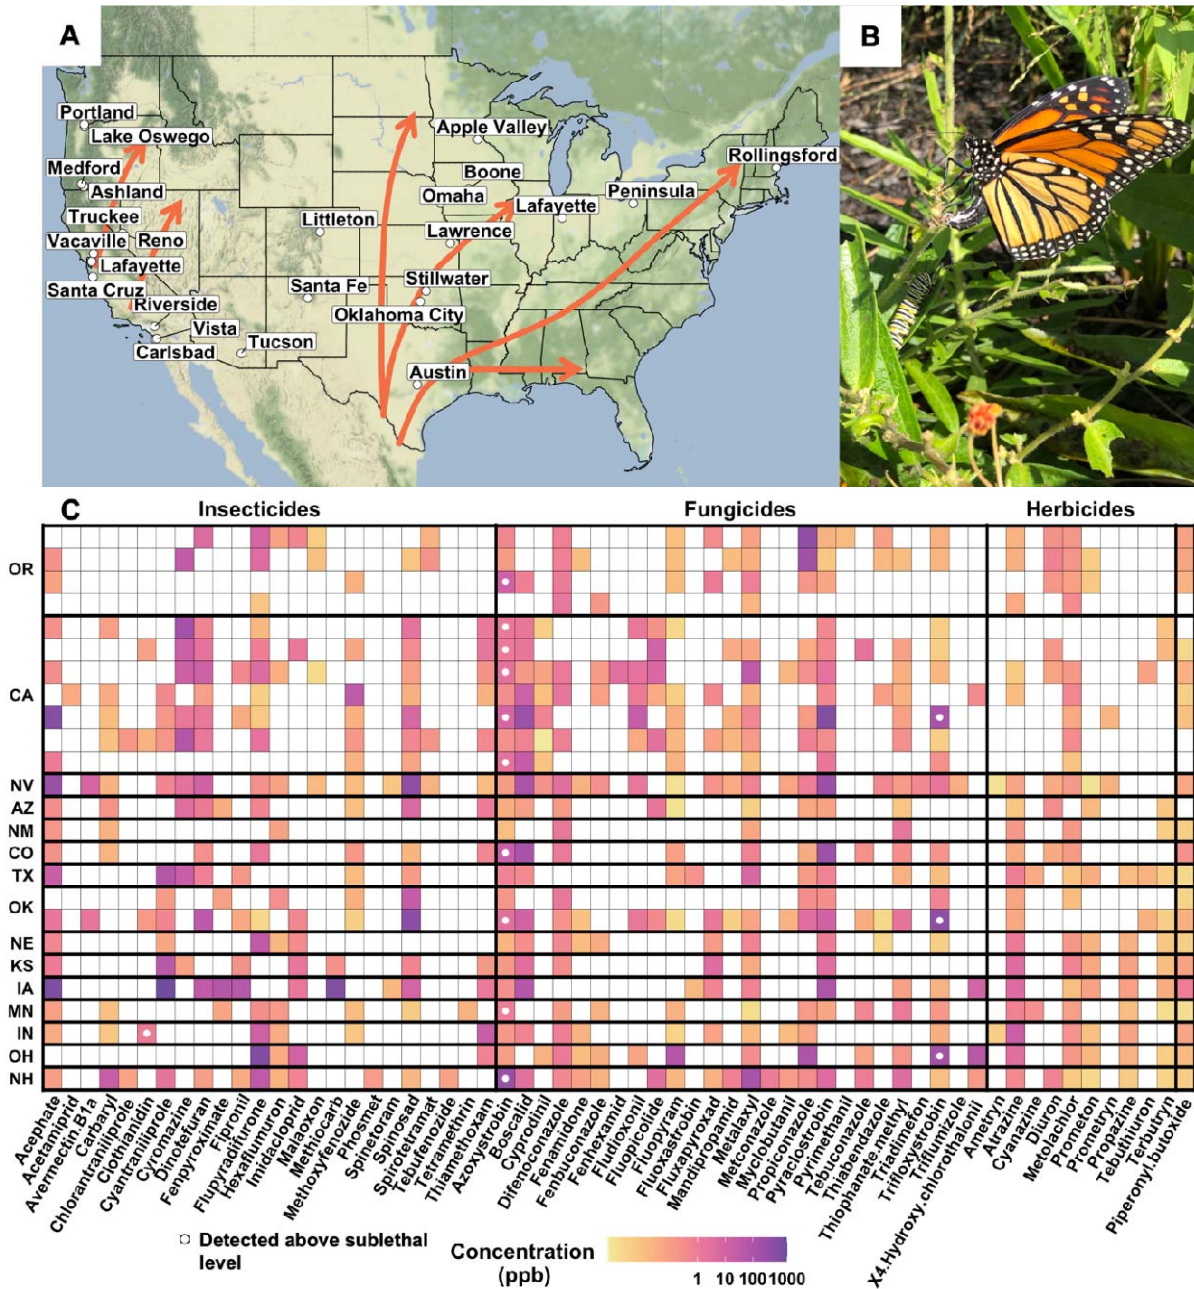 A
B
Portland
Lake Oswego
Medford
Ashland
Truckee
Vacaville
Reno
Lafayette
Santa Cruz
Riverside
Vista
Carlsbad
Tucson
Littleton
Santa Fe
Apple Valley
Boone
Omaha
Lafayette
Lawrence
Stillwater
Oklahoma City
Austin
Peninsula
Rollingsford
C
Insecticides
Fungicides
Herbicides
OR
CA
NV
AZ
NM
CO
TX
OK
NE
KS
IA
MN
IN
OH
NH
Acephate
Acetamiprid
Avermectin.B1a
Carbaryl
Chlorantraniliprole
Clothianidin
Cyantraniliprole
Cyromazine
Dinotefuran
Fenpyroximate
Fipronil
Flupyradifurone
Hexaflumuron
Imidacloprid
Malaoxon
Methiocarb
Methoxyfenozide
Phosmet
Spinetoram
Spinosad
Spirotetramat
Tebufenozide
Tetramethrin
Thiamethoxam
Azoxystrobin
Boscalid
Cyprodinil
Difenoconazole
Fenamidone
Fenbuconazole
Fenhexamid
Fludioxonil
Fluopicolide
Fluopyram
Fluoxastrobin
Fluxapyroxad
Mandipropamid
Metalaxyl
Metconazole
Myclobutanil
Propiconazole
Pyraclostrobin
Pyrimethanil
Tebuconazole
Thiabendazole
Thiophanate.methyl
Triadimefon
Trifloxystrobin
Triflumizole
X4.Hydroxy.chlorothalonil
Ametryn
Atrazine
Cyanazine
Diuron
Metolachlor
Prometon
Prometryn
Propazine
Tebuthiuron
Terbutryn
Piperonyl.butoxide
Detected above sublethal
level
Concentration
(ppb)
1 10 100 1000